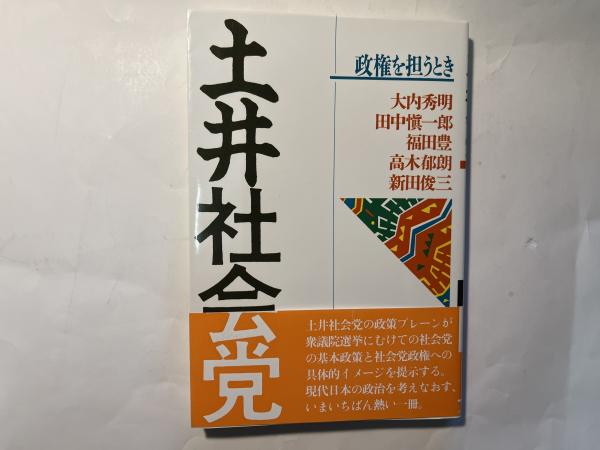 土井社会党
政権を担うとき
大内秀明
田中慎一郎
福田豊
高木郁朗
新田俊三
土井社会党の政策ブレーンが
衆議院選挙にむけての社会党
の基本政策と社会党政権への
具体的イメージを提示する。
現代日本の政治を考えなおす、
いまいちばん熱い一冊。